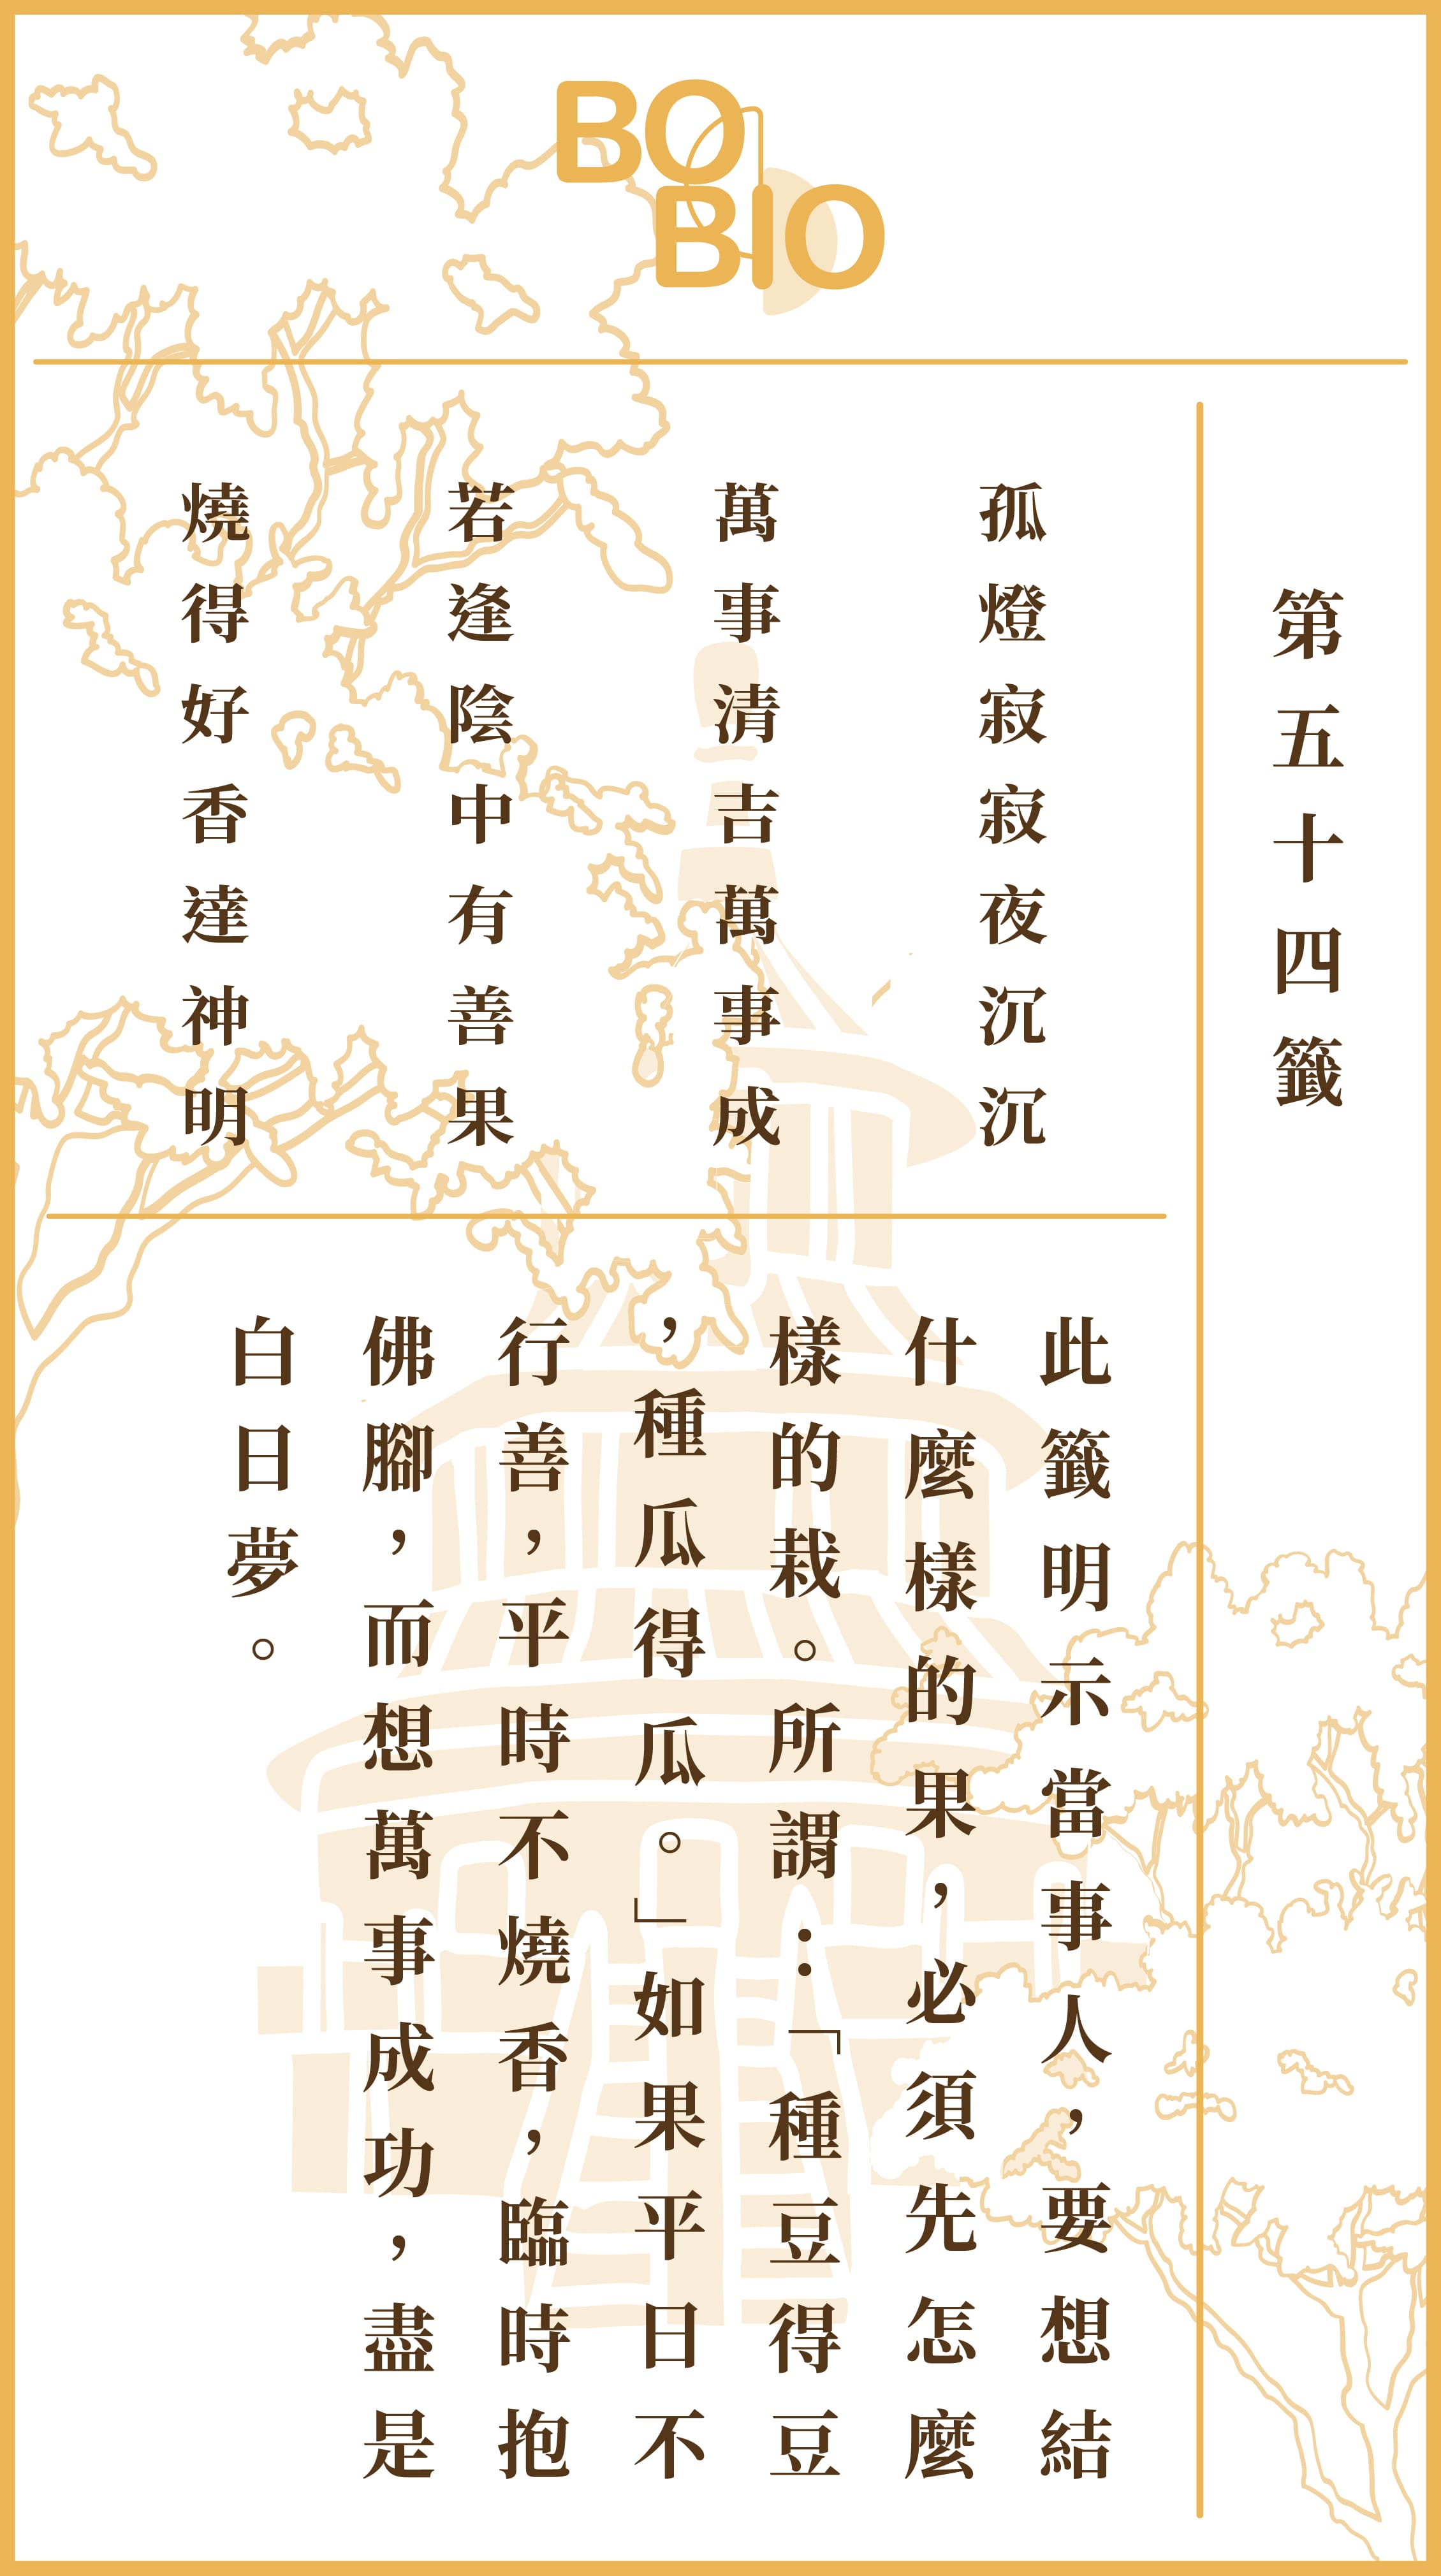 BO
BIO
第五十四籤
孤燈寂寂夜沉沉
萬事清吉萬事成
若逢陰中有善果
燒得好香達神明
此籤明示當事人，要想結
什麼樣的果，必須先怎麼
樣的栽。所謂：「種豆得豆
，種瓜得瓜。」如果平日不
行善，平時不燒香，臨時抱
佛腳，而想萬事成功，盡是
白日夢。